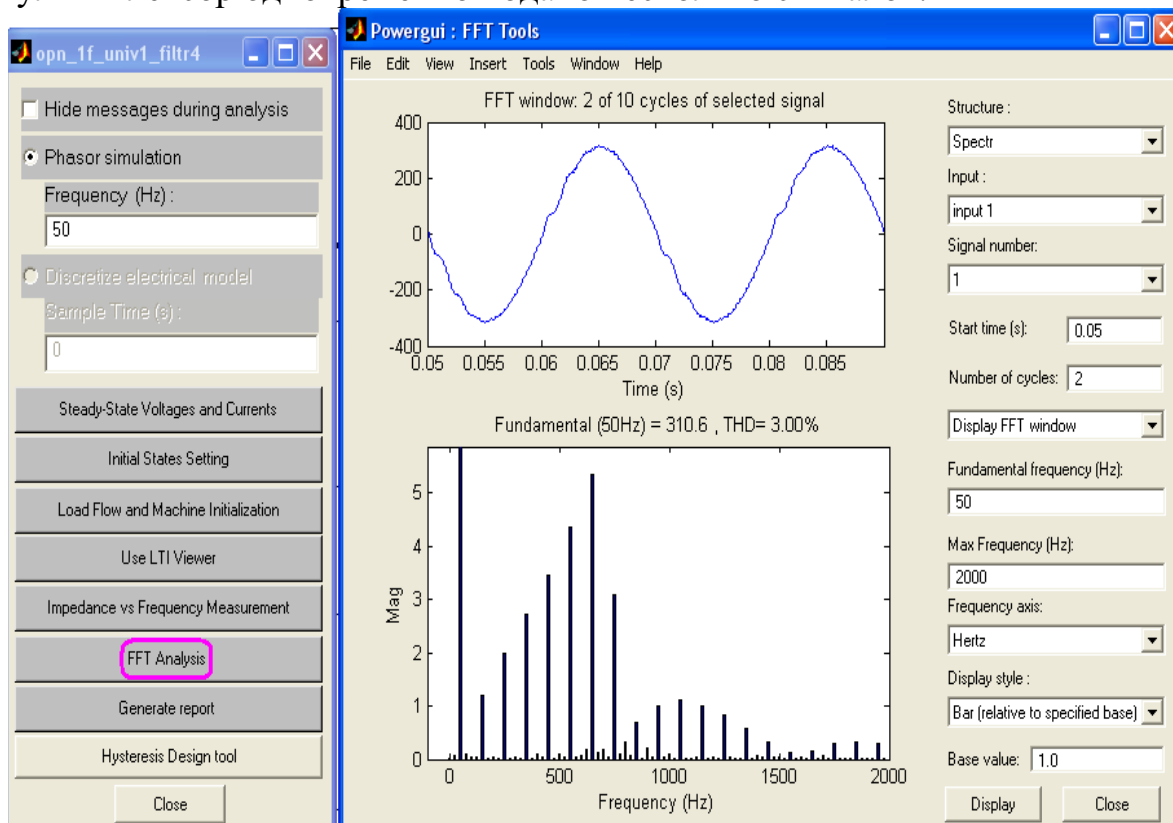 opn_1f_univ1_filtr4
Hide messages during analysis
Phasor simulation
Frequency (Hz) :
50
Discretize electrical model
Sample Time (s) :
0
Steady-State Voltages and Currents
Initial States Setting
Load Flow and Machine Initialization
Use LTI Viewer
Impedance vs Frequency Measurement
FFT Analysis
Generate report
Hysteresis Design tool
Close
Powergui : FFT Tools
File Edit View Insert Tools Window Help
FFT window: 2 of 10 cycles of selected signal
400
200
0
-200
-400
0.05 0.055 0.06 0.065 0.07 0.075 0.08 0.085
Time (s)
Fundamental (50Hz) = 310.6 , THD= 3.00%
5
4
3
2
1
0
Mag
0 500 1000 1500 2000
Frequency (Hz)
Structure :
Spectr
Input :
input 1
Signal number:
1
Start time (s): 0.05
Number of cycles: 2
Display FFT window
Fundamental frequency (Hz):
50
Max Frequency (Hz):
2000
Frequency axis:
Hertz
Display style :
Bar (relative to specified base)
Base value: 1.0
Display Close